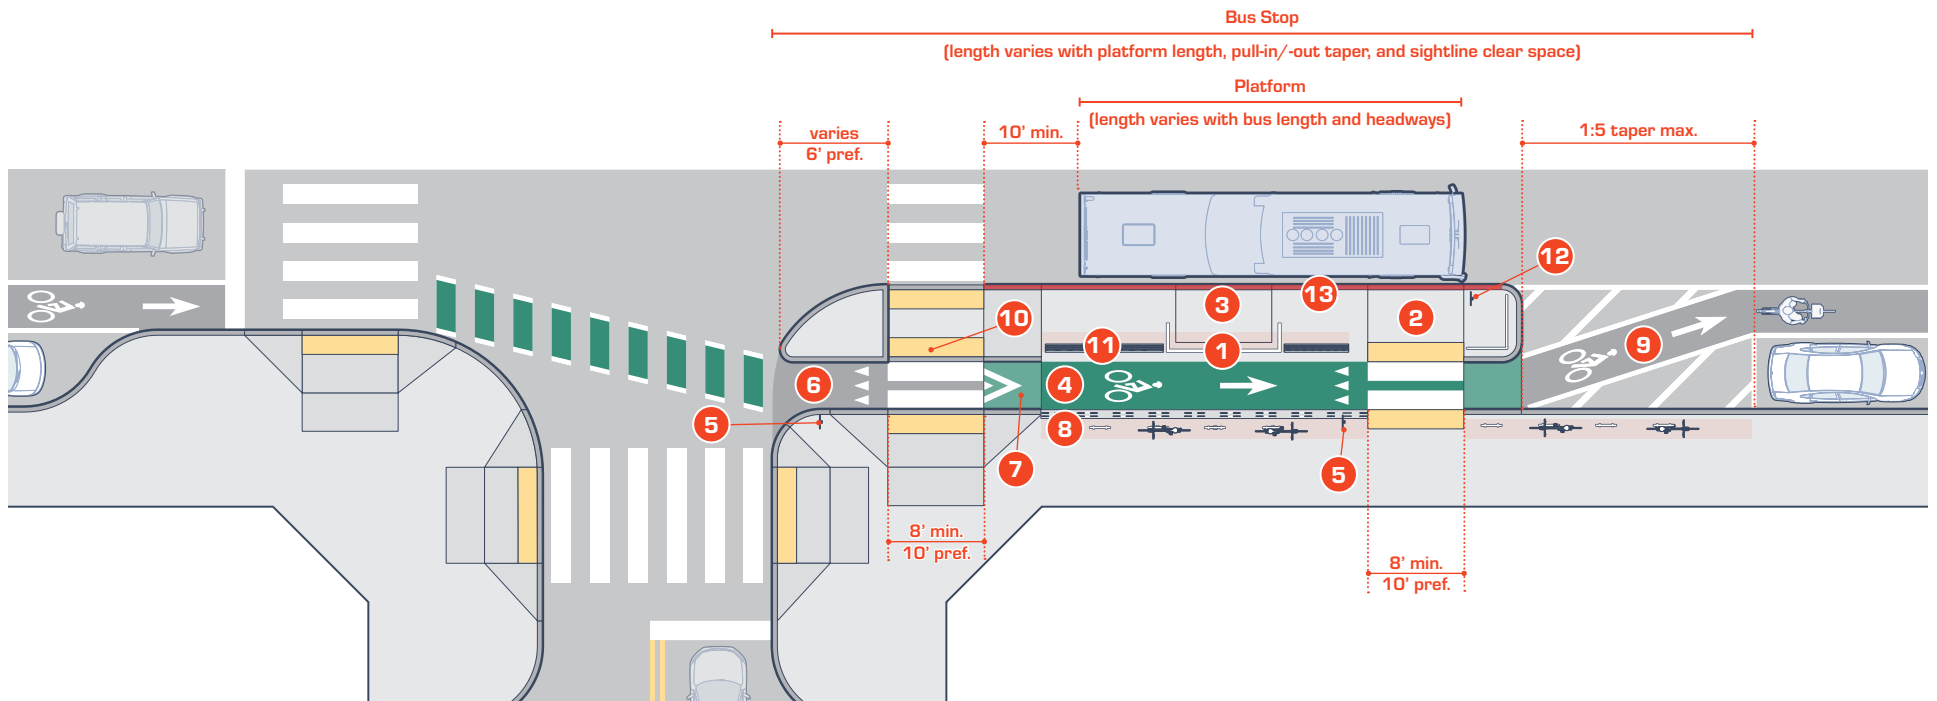 Bus Stop
(length varies with platform length, pull-in/-out taper, and sightline clear space)
Platform
(length varies with bus length and headways)
varies
6' pref.
10' min.
1:5 taper max.
12
13
3
2
10
11
1
9
6
4
5
8
7
5
8' min.
10' pref.
8' min.
10' pref.